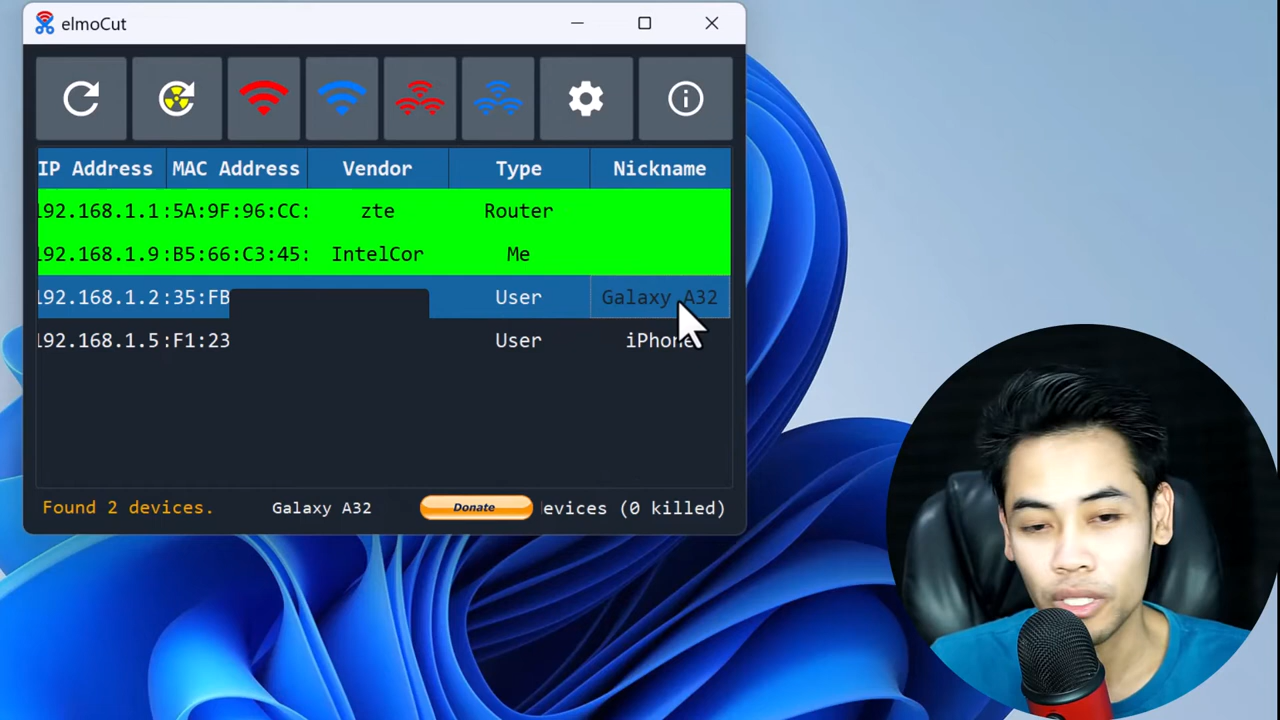 elmoCut
IP Address MAC Address Vendor Type Nickname
192.168.1.1 :5A:9F:96:CC: zte Router
192.168.1.9 :B5:66:C3:45: IntelCor Me
192.168.1.2 :35:FB User Galaxy A32
192.168.1.5 :F1:23 User iPhone
Found 2 devices. Galaxy A32 Donate evices (0 killed)